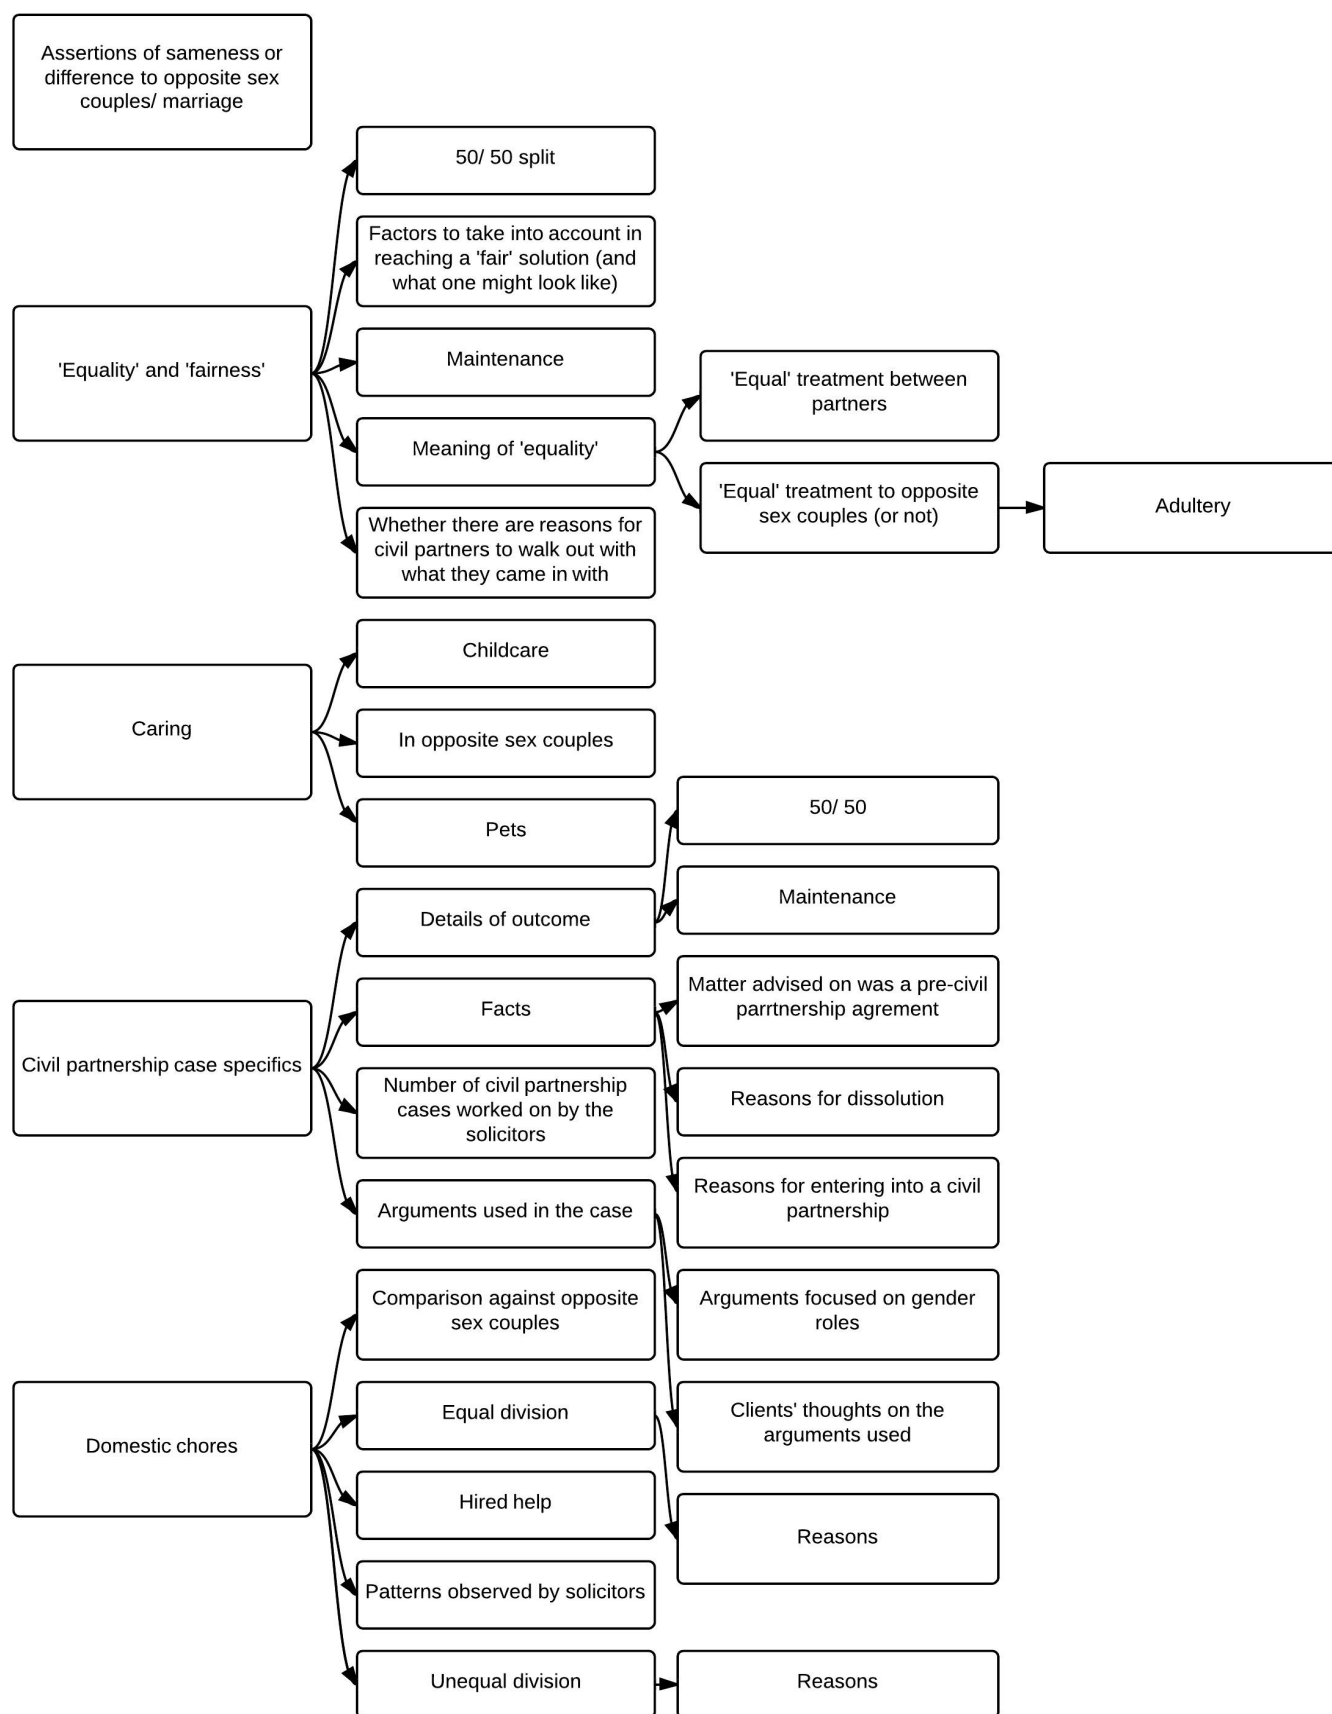 Assertions of sameness or
difference to opposite sex
couples/ marriage
50/ 50 split
Factors to take into account in
reaching a 'fair' solution (and
what one might look like)
'Equality' and 'fairness'
Maintenance
'Equal' treatment between
partners
Meaning of 'equality'
'Equal' treatment to opposite
sex couples (or not)
Adultery
Whether there are reasons for
civil partners to walk out with
what they came in with
Childcare
Caring
In opposite sex couples
Pets
50/ 50
Details of outcome
Maintenance
Facts
Matter advised on was a pre-civil
parrtnership agrement
Civil partnership case specifics
Number of civil partnership
cases worked on by the
solicitors
Reasons for dissolution
Arguments used in the case
Reasons for entering into a civil
partnership
Comparison against opposite
sex couples
Arguments focused on gender
roles
Domestic chores
Equal division
Clients' thoughts on the
arguments used
Hired help
Reasons
Patterns observed by solicitors
Unequal division
Reasons